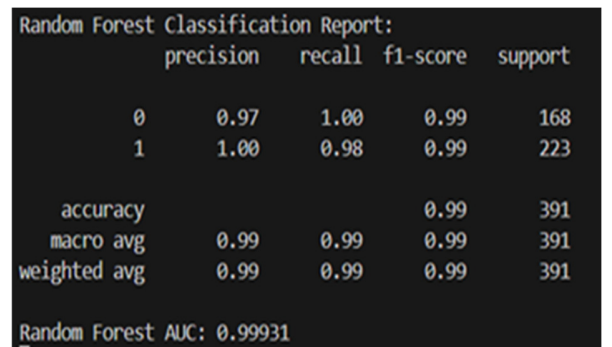 Random Forest Classification Report:
precision recall f1-score support
0 0.97 1.00 0.99 168
1 1.00 0.98 0.99 223
accuracy 0.99 391
macro avg 0.99 0.99 0.99 391
weighted avg 0.99 0.99 0.99 391
Random Forest AUC: 0.99931